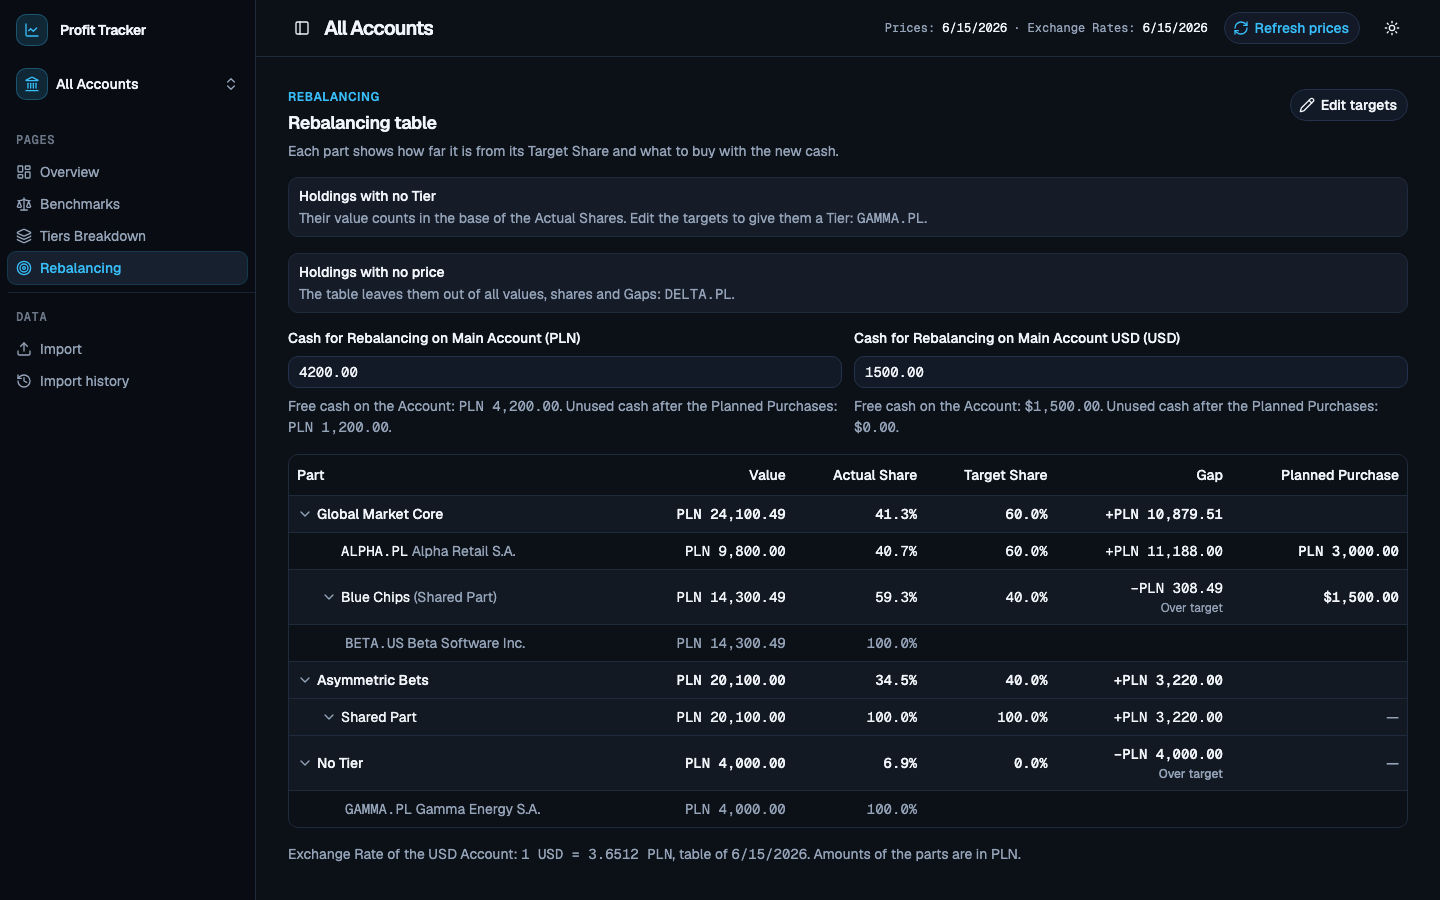 Profit Tracker
All Accounts
PAGES
Overview
Benchmarks
Tiers Breakdown
Rebalancing
DATA
Import
Import history
All Accounts
Prices: 6/15/2026 · Exchange Rates: 6/15/2026
Refresh prices
REBALANCING
Rebalancing table
Each part shows how far it is from its Target Share and what to buy with the new cash.
Edit targets
Holdings with no Tier
Their value counts in the base of the Actual Shares. Edit the targets to give them a Tier: GAMMA.PL.
Holdings with no price
The table leaves them out of all values, shares and Gaps: DELTA.PL.
Cash for Rebalancing on Main Account (PLN)
4200.00
Free cash on the Account: PLN 4,200.00. Unused cash after the Planned Purchases:
PLN 1,200.00.
Cash for Rebalancing on Main Account USD (USD)
1500.00
Free cash on the Account: $1,500.00. Unused cash after the Planned Purchases:
$0.00.
Part Value Actual Share Target Share Gap Planned Purchase
Global Market Core PLN 24,100.49 41.3% 60.0% +PLN 10,879.51
ALPHA.PL Alpha Retail S.A. PLN 9,800.00 40.7% 60.0% +PLN 11,188.00 PLN 3,000.00
Blue Chips (Shared Part) PLN 14,300.49 59.3% 40.0% −PLN 308.49 $1,500.00
Over target
BETA.US Beta Software Inc. PLN 14,300.49 100.0%
Asymmetric Bets PLN 20,100.00 34.5% 40.0% +PLN 3,220.00
Shared Part PLN 20,100.00 100.0% 100.0% +PLN 3,220.00 —
No Tier PLN 4,000.00 6.9% 0.0% −PLN 4,000.00 —
Over target
GAMMA.PL Gamma Energy S.A. PLN 4,000.00 100.0%
Exchange Rate of the USD Account: 1 USD = 3.6512 PLN, table of 6/15/2026. Amounts of the parts are in PLN.